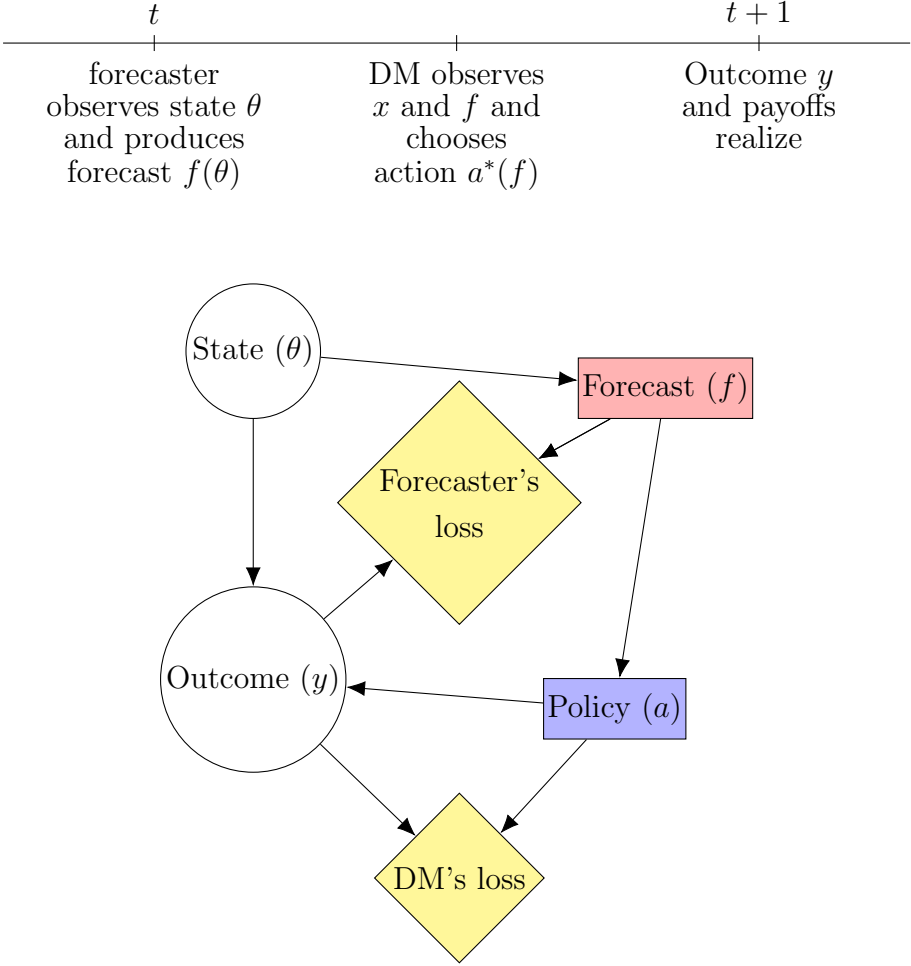 t
t + 1
forecaster
observes state θ
and produces
forecast f(θ)
DM observes
x and f and
chooses
action a*(f)
Outcome y
and payoffs
realize
State (θ)
Forecast (f)
Forecaster's
loss
Outcome (y)
Policy (a)
DM's loss